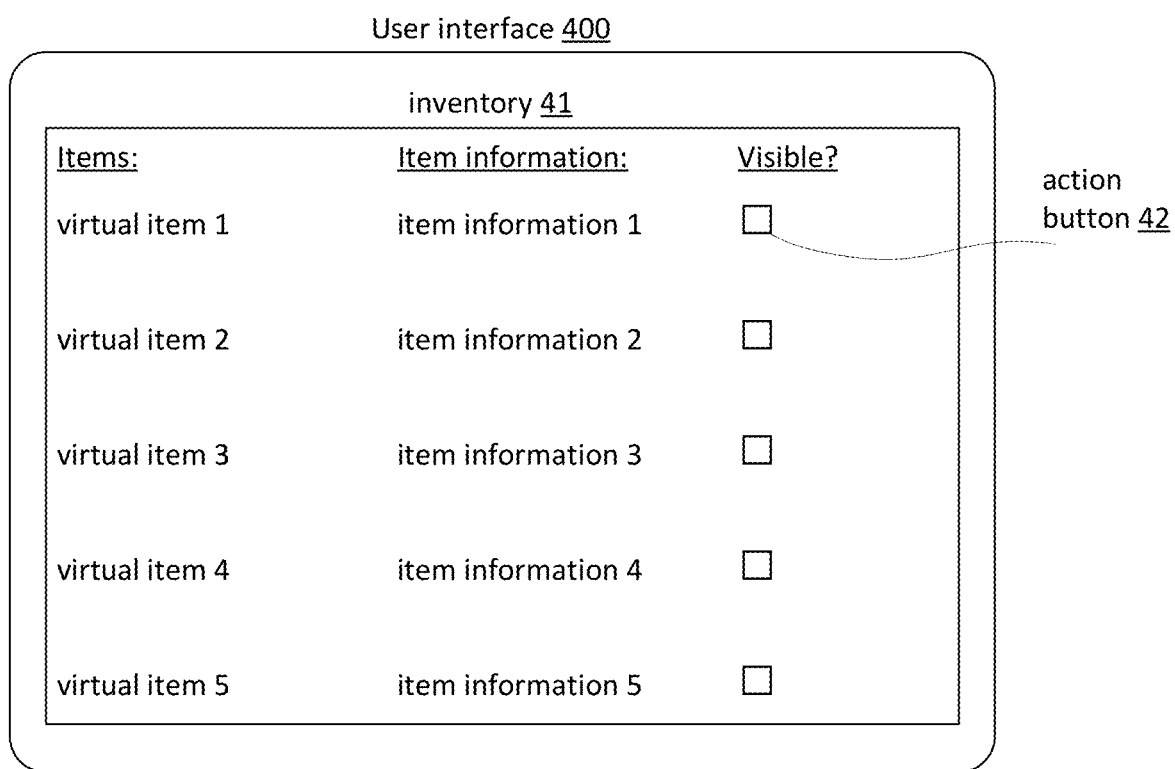 User interface 400
inventory 41
Items: Item information: Visible?
virtual item 1 item information 1
action
button 42
virtual item 2 item information 2
virtual item 3 item information 3
virtual item 4 item information 4
virtual item 5 item information 5